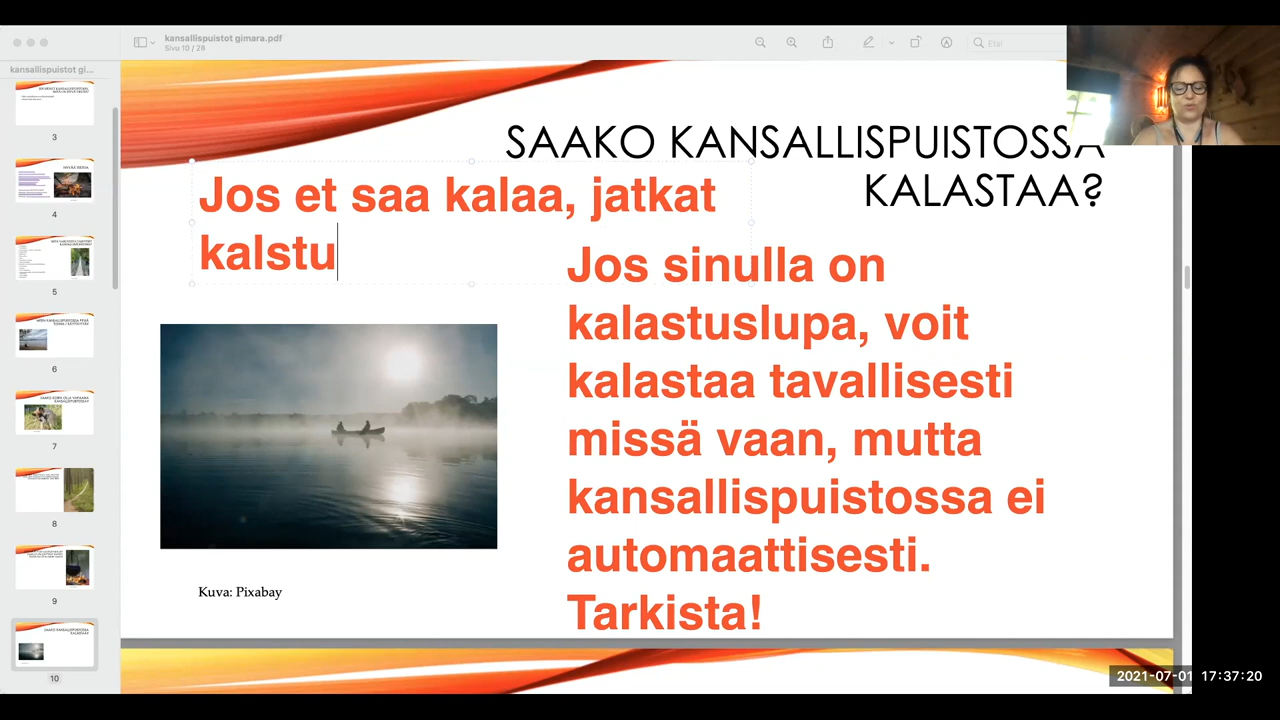 kansallispuistot gimara.pdf
Sivu 10 / 26
Etsi
kansallispuistot gi...
3
4
5
6
7
8
9
10
SAAKO KANSALLISPUISTOSSA
KALASTAA?
Jos et saa kalaa, jatkat
kalstu
Jos sinulla on
kalastuslupa, voit
kalastaa tavallisesti
missä vaan, mutta
kansallispuistossa ei
automaattisesti.
Tarkista!
Kuva: Pixabay
2021-07-01 17:37:20